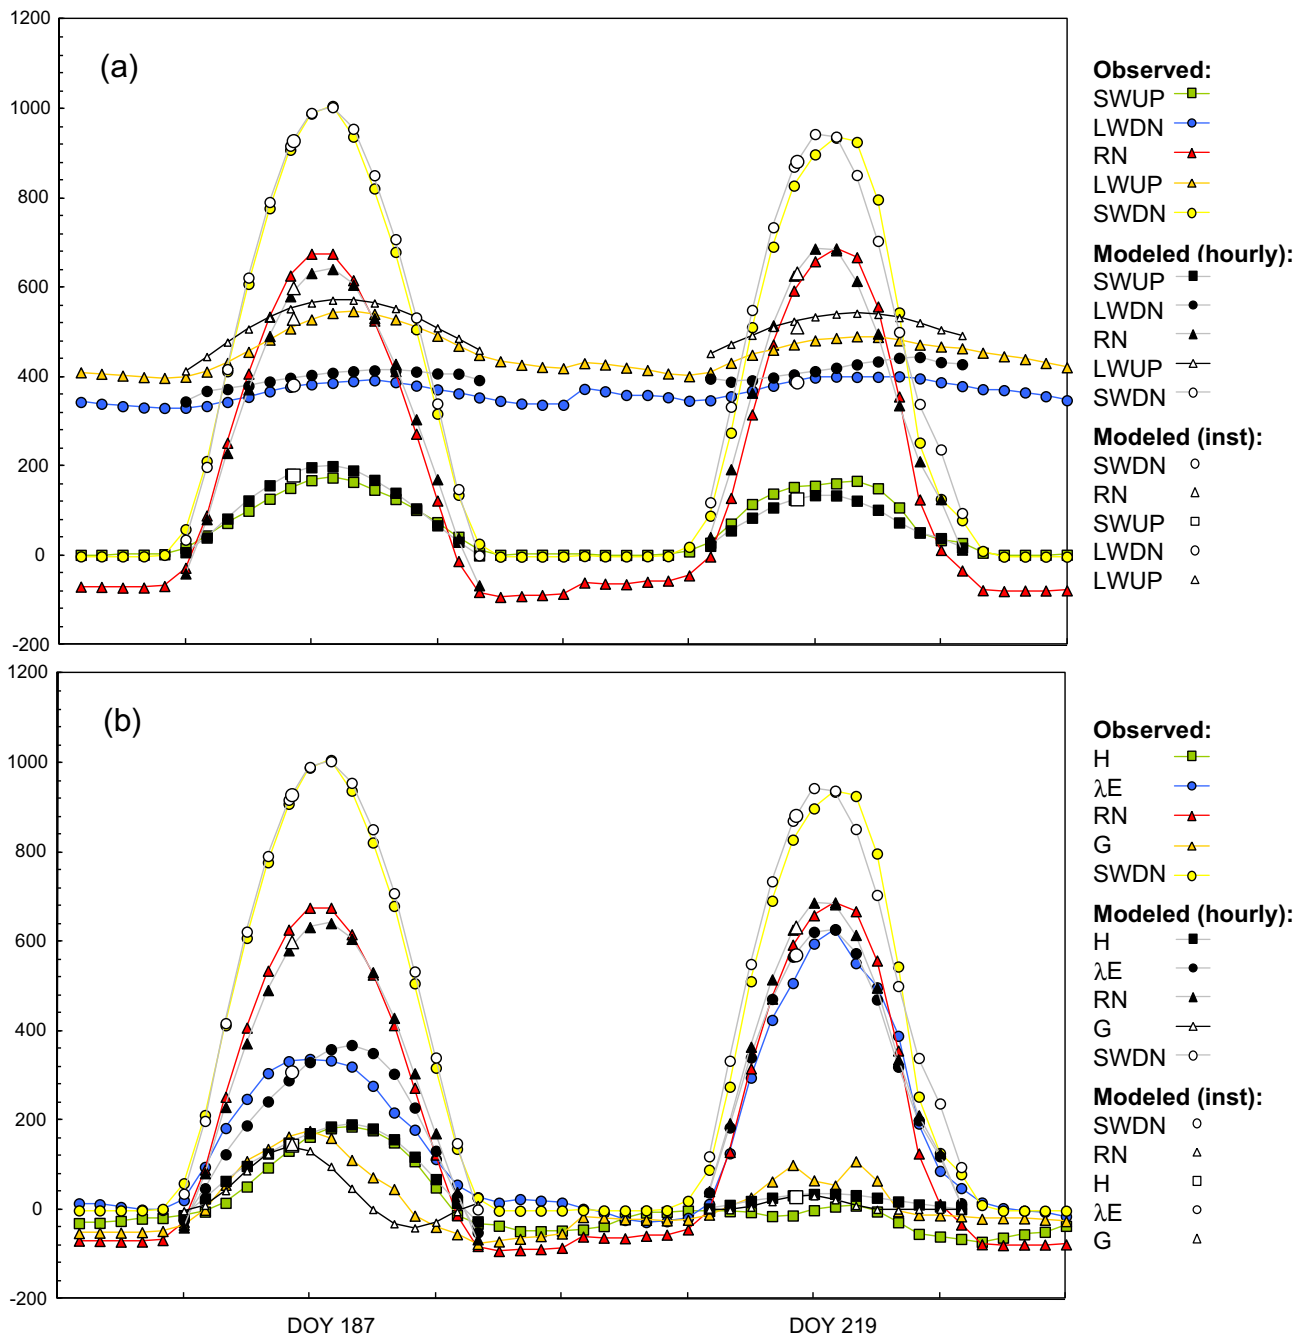 1200
1000
800
600
400
200
0
-200
(a)
Observed:
SWUP
LWDN
RN
LWUP
SWDN
Modeled (hourly):
SWUP
LWDN
RN
LWUP
SWDN
Modeled (inst):
SWDN
RN
SWUP
LWDN
LWUP
1200
1000
800
600
400
200
0
-200
(b)
DOY 187
DOY 219
Observed:
H
λE
RN
G
SWDN
Modeled (hourly):
H
λE
RN
G
SWDN
Modeled (inst):
SWDN
RN
H
λE
G